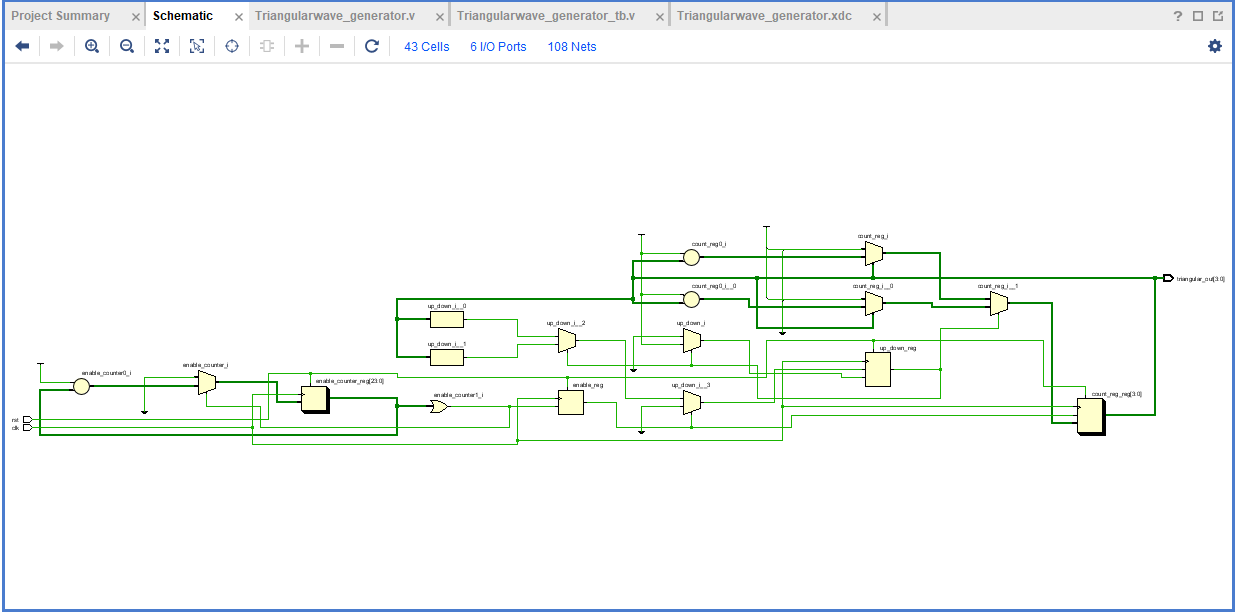 Project Summary
Schematic
Triangularwave_generator.v
Triangularwave_generator_tb.v
Triangularwave_generator.xdc
43 Cells
6 I/O Ports
108 Nets
count_reg0_i
count_reg_i
triangular_out[3:0]
count_reg0_i__0
count_reg_i__0
count_reg_i__1
up_down_i__0
up_down_i__2
up_down_i
up_down_i__1
up_down_reg
enable_counter0_i
enable_counter_i
enable_counter_reg[23:0]
enable_reg
up_down_i__3
enable_counter1_i
count_reg_reg[3:0]
rst
clk